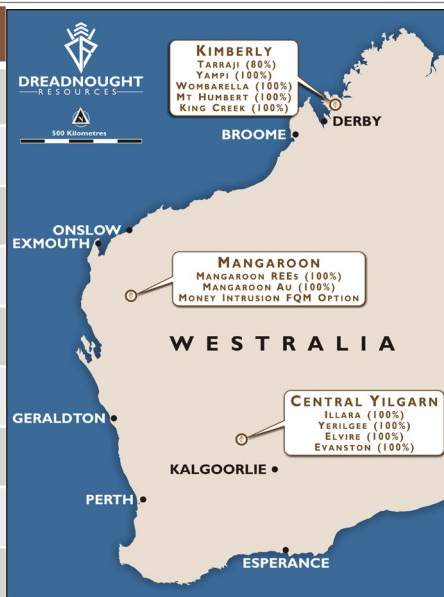 DREADNOUGHT
RESOURCES
500 KILOMETRES
KIMBERLY
TARRAJI (80%)
YAMPI (100%)
WOMBARELLA (100%)
MT HUMBERT (100%)
KING CREEK (100%)
DERBY
BROOME
ONSLOW
EXMOUTH
MANGAROON
MANGAROON REES (100%)
MANGAROON AU (100%)
MONEY INTRUSION FQM OPTION
WESTRALIA
CENTRAL YILGARN
ILLARA (100%)
YERILGEE (100%)
ELVIRE (100%)
EVANSTON (100%)
GERALDTON
KALGOORLIE
PERTH
ESPERANCE